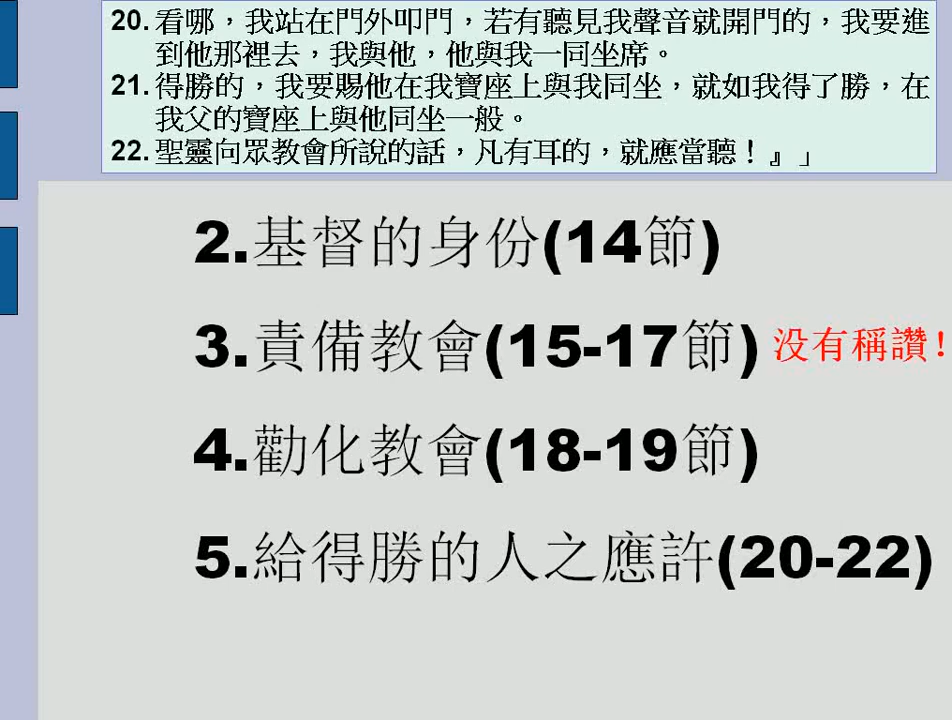 20. 看哪，我站在門外叩門，若有聽見我聲音就開門的，我要進
到他那裡去，我與他，他與我一同坐席。
21. 得勝的，我要賜他在我寶座上與我同坐，就如我得了勝，在
我父的寶座上與他同坐一般。
22. 聖靈向眾教會所說的話，凡有耳的，就應當聽！』」
2.基督的身份(14節)
3.責備教會(15-17節) 没有稱讚！
4.勸化教會(18-19節)
5.給得勝的人之應許(20-22)